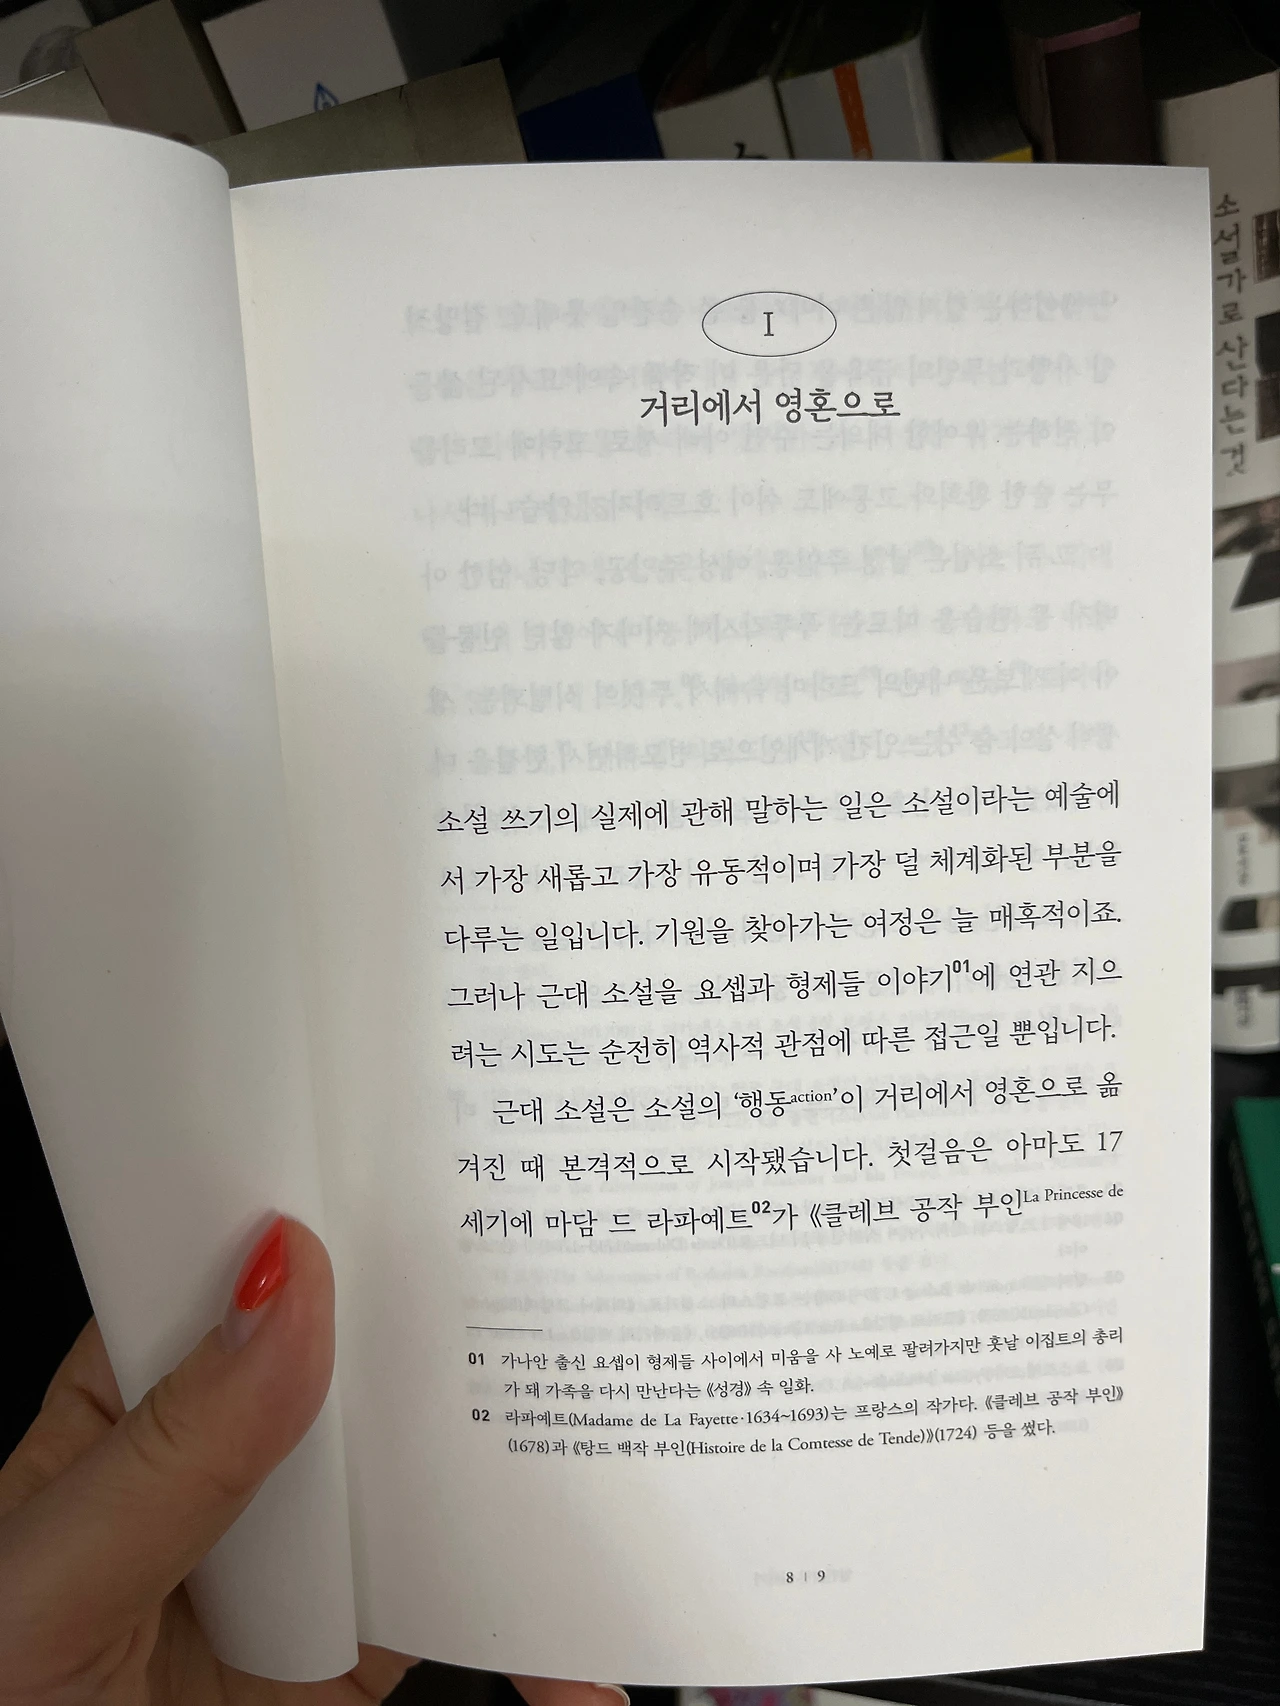 I
거리에서 영혼으로
소설 쓰기의 실제에 관해 말하는 일은 소설이라는 예술에
서 가장 새롭고 가장 유동적이며 가장 덜 체계화된 부분을
다루는 일입니다. 기원을 찾아가는 여정은 늘 매혹적이죠.
그러나 근대 소설을 요셉과 형제들 이야기01에 연관 지으
려는 시도는 순전히 역사적 관점에 따른 접근일 뿐입니다.
근대 소설은 소설의 ‘행동action’이 거리에서 영혼으로 옮
겨진 때 본격적으로 시작됐습니다. 첫걸음은 아마도 17
세기에 마담 드 라파예트02가 《클레브 공작 부인La Princesse de
01 가나안 출신 요셉이 형제들 사이에서 미움을 사 노예로 팔려가지만 훗날 이집트의 총리
가 돼 가족을 다시 만난다는 《성경》 속 일화.
02 라파예트(Madame de La Fayette·1634~1693)는 프랑스의 작가다. 《클레브 공작 부인》
(1678)과 《탕드 백작 부인(Histoire de la Comtesse de Tende)》(1724) 등을 썼다.
8 | 9
소설가로 산다는 것